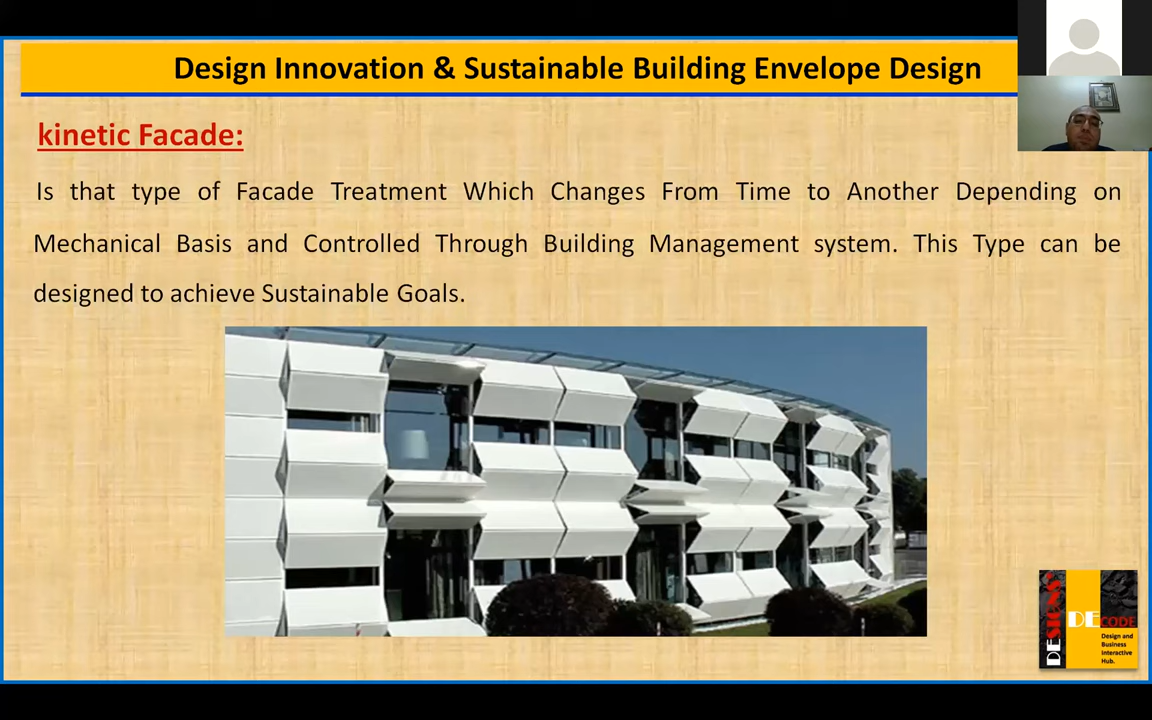 Design Innovation & Sustainable Building Envelope Design
kinetic Facade:
Is that type of Facade Treatment Which Changes From Time to Another Depending on
Mechanical Basis and Controlled Through Building Management system. This Type can be
designed to achieve Sustainable Goals.
DESIGNS
DECODE
Design and
Business
Interactive
Hub.